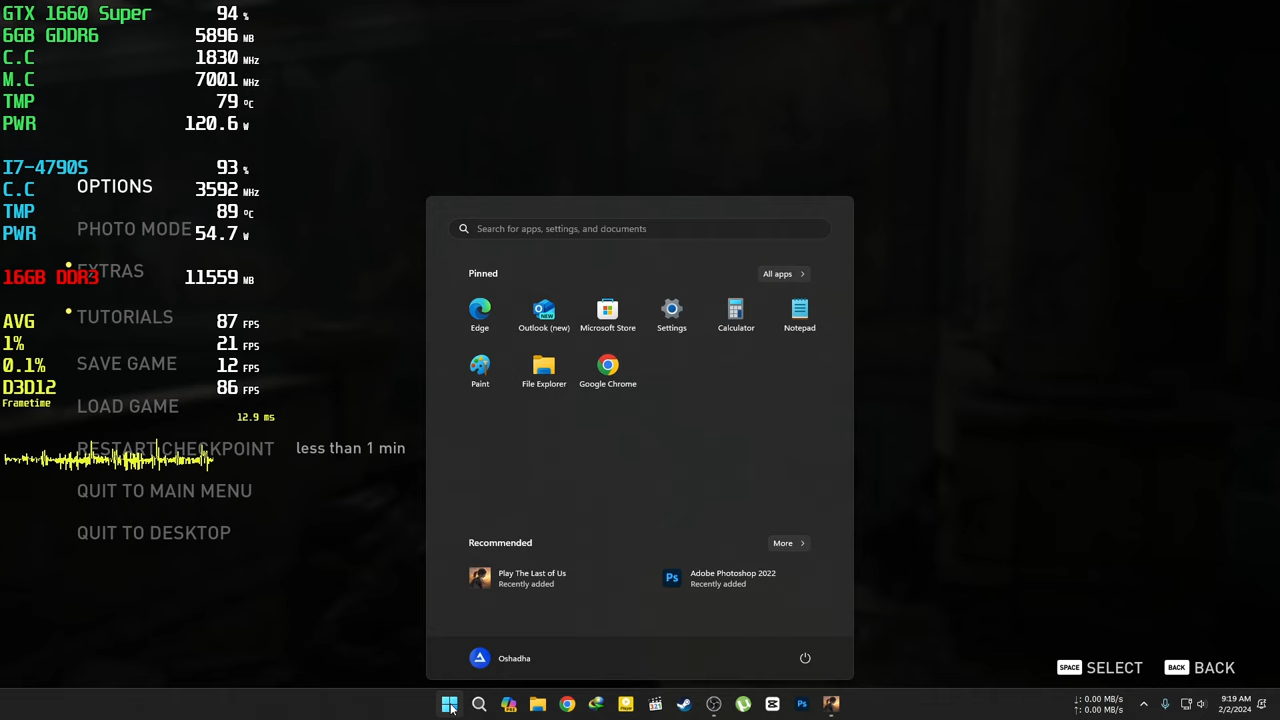 GTX 1660 Super 94 %
6GB GDDR6 5896 MB
C.C 1830 MHz
M.C 7001 MHz
TMP 79 °C
PWR 120.6 W
I7-4790S 93 %
C.C 3592 MHz
TMP 89 °C
PWR 54.7 W
16GB DDR3 11559 MB
AVG 87 FPS
1% 21 FPS
0.1% 12 FPS
D3D12 86 FPS
Frametime
12.9 ms
OPTIONS
PHOTO MODE
EXTRAS
TUTORIALS
SAVE GAME
LOAD GAME
RESTART CHECKPOINT less than 1 min
QUIT TO MAIN MENU
QUIT TO DESKTOP
Search for apps, settings, and documents
Pinned All apps >
Edge Outlook (new) Microsoft Store Settings Calculator Notepad
Paint File Explorer Google Chrome
Recommended More >
Play The Last of Us
Recently added
Adobe Photoshop 2022
Recently added
Oshadha
SPACE SELECT BACK BACK
↓: 0.00 MB/s
↑: 0.00 MB/s
9:19 AM
2/2/2024